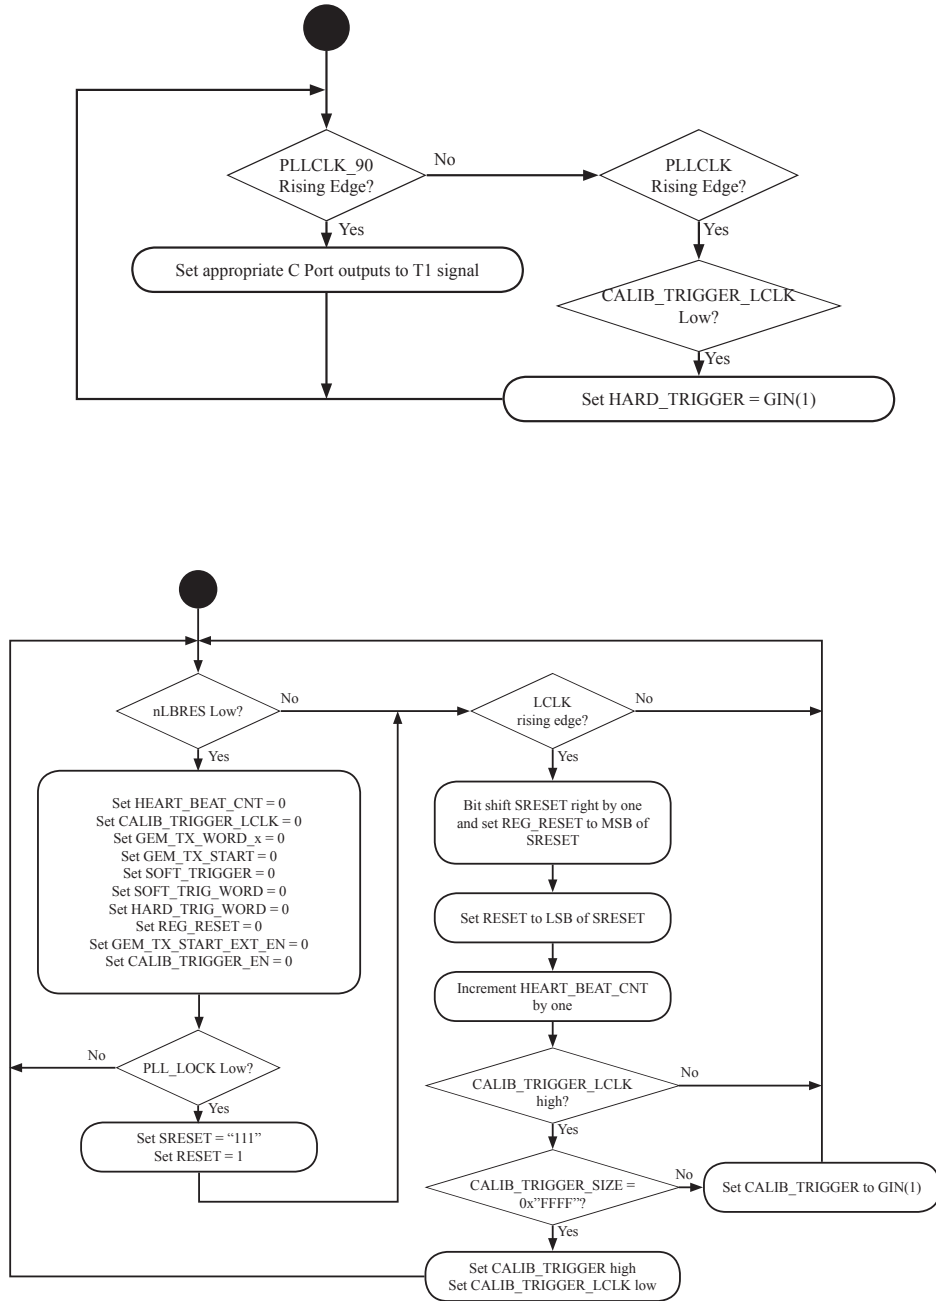 PLLCLK_90
Rising Edge?
No
PLLCLK
Rising Edge?
Yes
Set appropriate C Port outputs to T1 signal
Yes
CALIB_TRIGGER_LCLK
Low?
Yes
Set HARD_TRIGGER = GIN(1)
nLBRES Low?
No
LCLK
rising edge?
No
Yes
Set HEART_BEAT_CNT = 0
Set CALIB_TRIGGER_LCLK = 0
Set GEM_TX_WORD_x = 0
Set GEM_TX_START = 0
Set SOFT_TRIGGER = 0
Set SOFT_TRIG_WORD = 0
Set HARD_TRIG_WORD = 0
Set REG_RESET = 0
Set GEM_TX_START_EXT_EN = 0
Set CALIB_TRIGGER_EN = 0
Yes
Bit shift SRESET right by one
and set REG_RESET to MSB of
SRESET
Set RESET to LSB of SRESET
Increment HEART_BEAT_CNT
by one
No
PLL_LOCK Low?
Yes
Set SRESET = “111”
Set RESET = 1
CALIB_TRIGGER_LCLK
high?
No
Yes
CALIB_TRIGGER_SIZE =
0x”FFFF”?
No
Set CALIB_TRIGGER to GIN(1)
Yes
Set CALIB_TRIGGER high
Set CALIB_TRIGGER_LCLK low